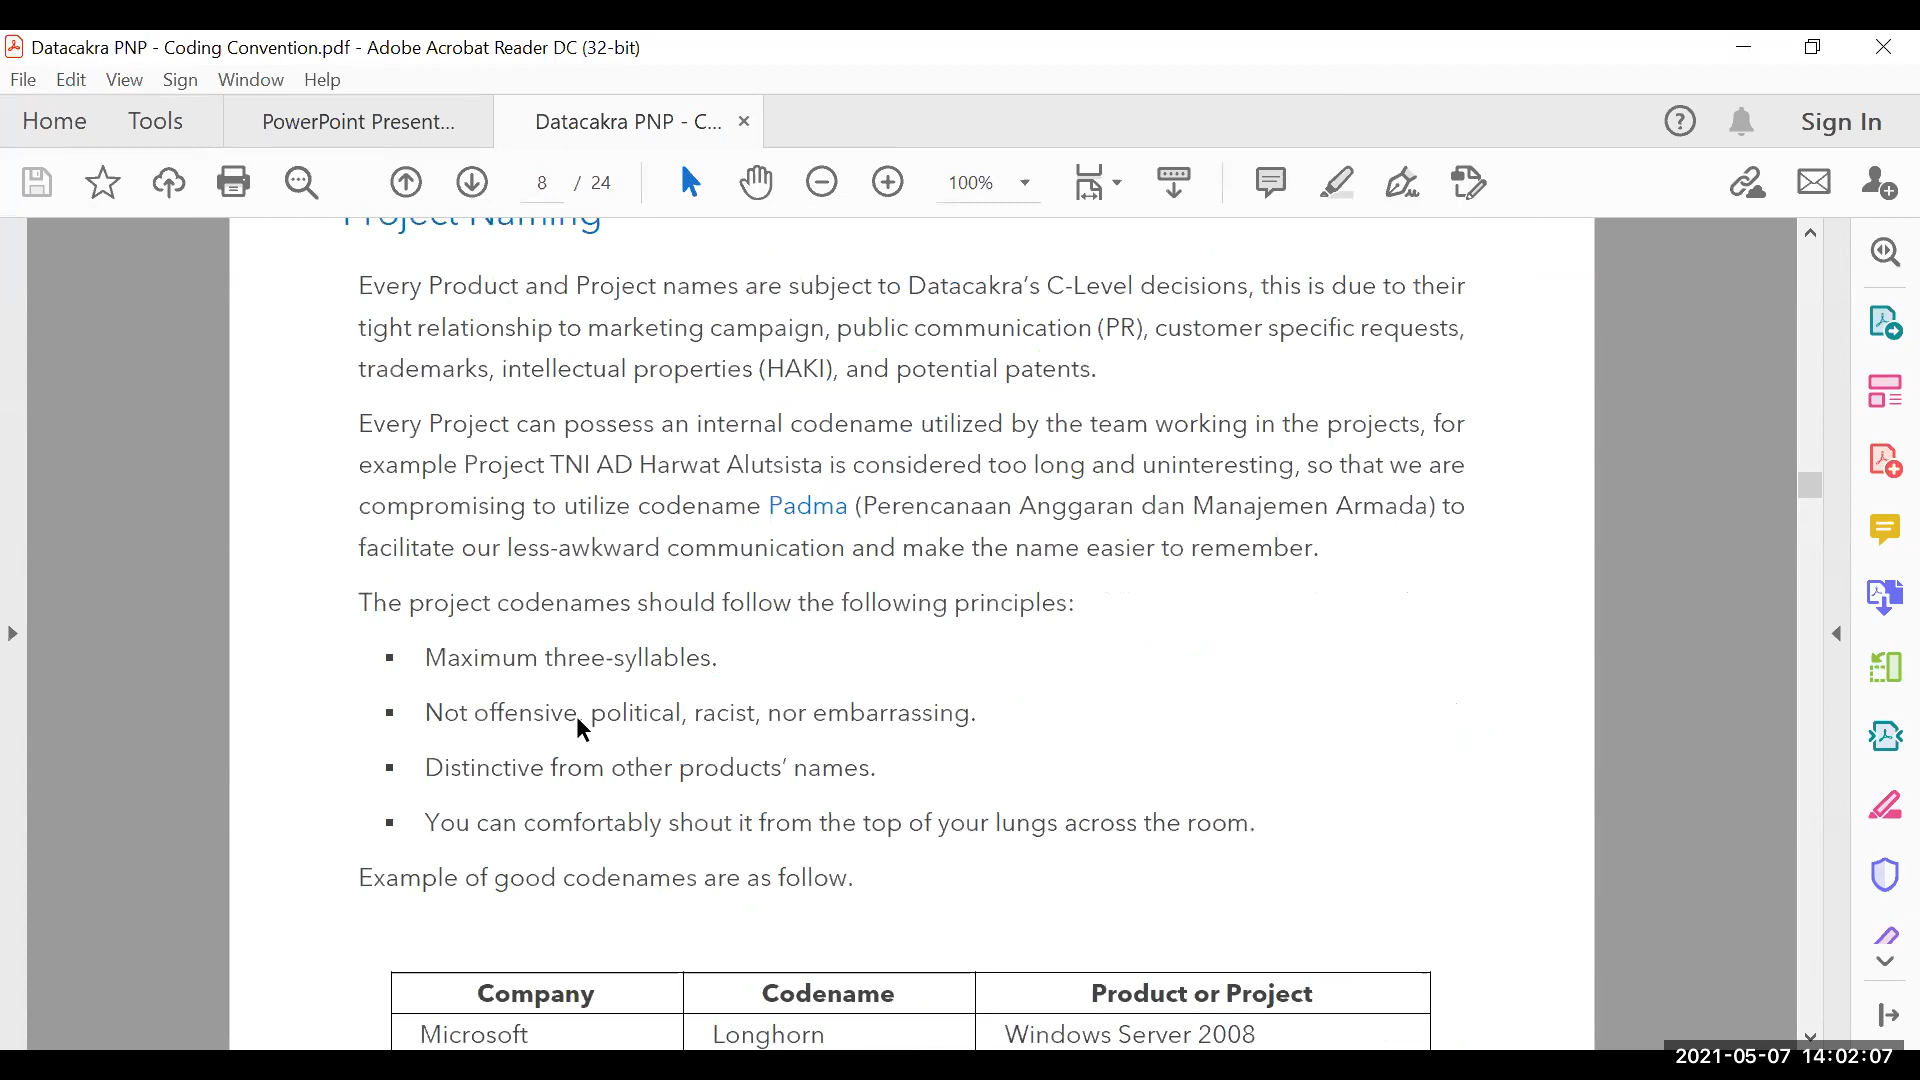 Datacakra PNP - Coding Convention.pdf - Adobe Acrobat Reader DC (32-bit)
File Edit View Sign Window Help
Home Tools PowerPoint Present... Datacakra PNP - C... × Sign In
8 / 24 100%
Project Naming
Every Product and Project names are subject to Datacakra’s C-Level decisions, this is due to their
tight relationship to marketing campaign, public communication (PR), customer specific requests,
trademarks, intellectual properties (HAKI), and potential patents.
Every Project can possess an internal codename utilized by the team working in the projects, for
example Project TNI AD Harwat Alutsista is considered too long and uninteresting, so that we are
compromising to utilize codename Padma (Perencanaan Anggaran dan Manajemen Armada) to
facilitate our less-awkward communication and make the name easier to remember.
The project codenames should follow the following principles:
▪ Maximum three-syllables.
▪ Not offensive, political, racist, nor embarrassing.
▪ Distinctive from other products’ names.
▪ You can comfortably shout it from the top of your lungs across the room.
Example of good codenames are as follow.
Company Codename Product or Project
Microsoft Longhorn Windows Server 2008
2021-05-07 14:02:07